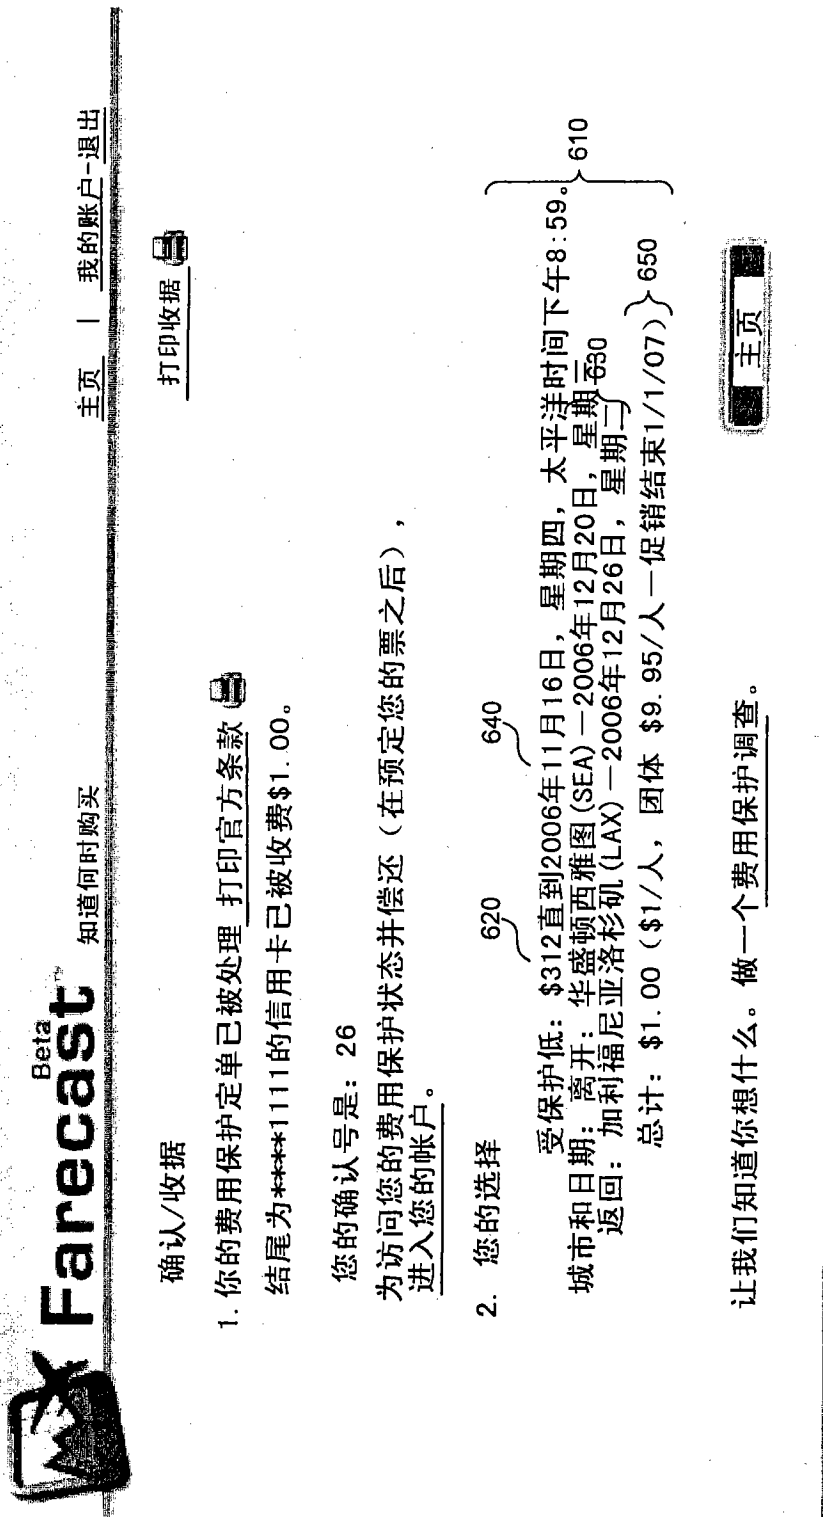 Farecast™ Beta 知道何时购买 主页 | 我的账户-退出
确认/收据 打印收据
1. 你的费用保护定单已被处理 打印官方条款
结尾为****1111的信用卡已被收费$1.00。
您的确认号是: 26
为访问您的费用保护状态并偿还（在预定您的票之后），
进入您的帐户。
2. 您的选择
620 640 610
受保护低: $312直到2006年11月16日, 星期四, 太平洋时间下午8:59。
城市和日期: 离开: 华盛顿西雅图(SEA)—2006年12月20日, 星期三 630
返回: 加利福尼亚洛杉矶(LAX)—2006年12月26日, 星期二
总计: $1.00 ($1/人, 团体 $9.95/人—促销结束1/1/07) 650
让我们知道你想什么。做一个费用保护调查。 主页